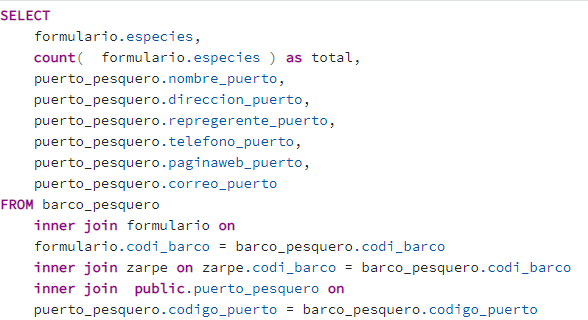 SELECT
formulario.especies,
count(  formulario.especies ) as total,
puerto_pesquero.nombre_puerto,
puerto_pesquero.direccion_puerto,
puerto_pesquero.repregerente_puerto,
puerto_pesquero.telefono_puerto,
puerto_pesquero.paginaweb_puerto,
puerto_pesquero.correo_puerto
FROM barco_pesquero
inner join formulario on
formulario.codi_barco = barco_pesquero.codi_barco
inner join zarpe on zarpe.codi_barco = barco_pesquero.codi_barco
inner join  public.puerto_pesquero on
puerto_pesquero.codigo_puerto = barco_pesquero.codigo_puerto